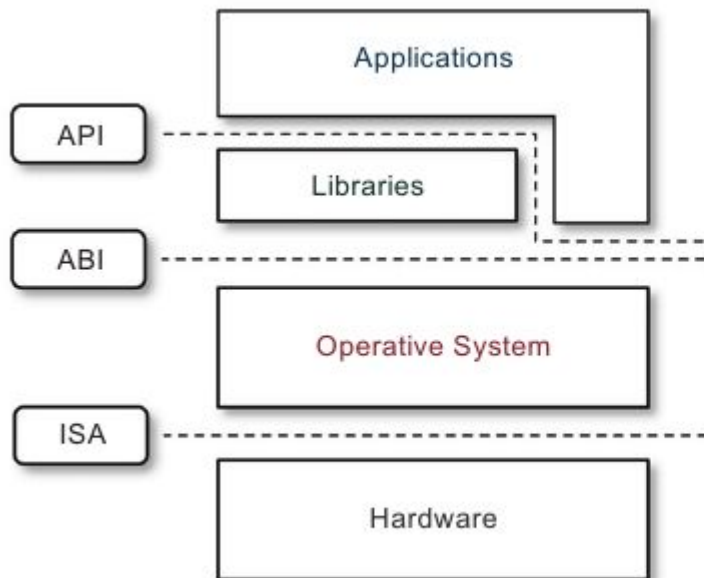 Applications
API
Libraries
ABI
Operative System
ISA
Hardware